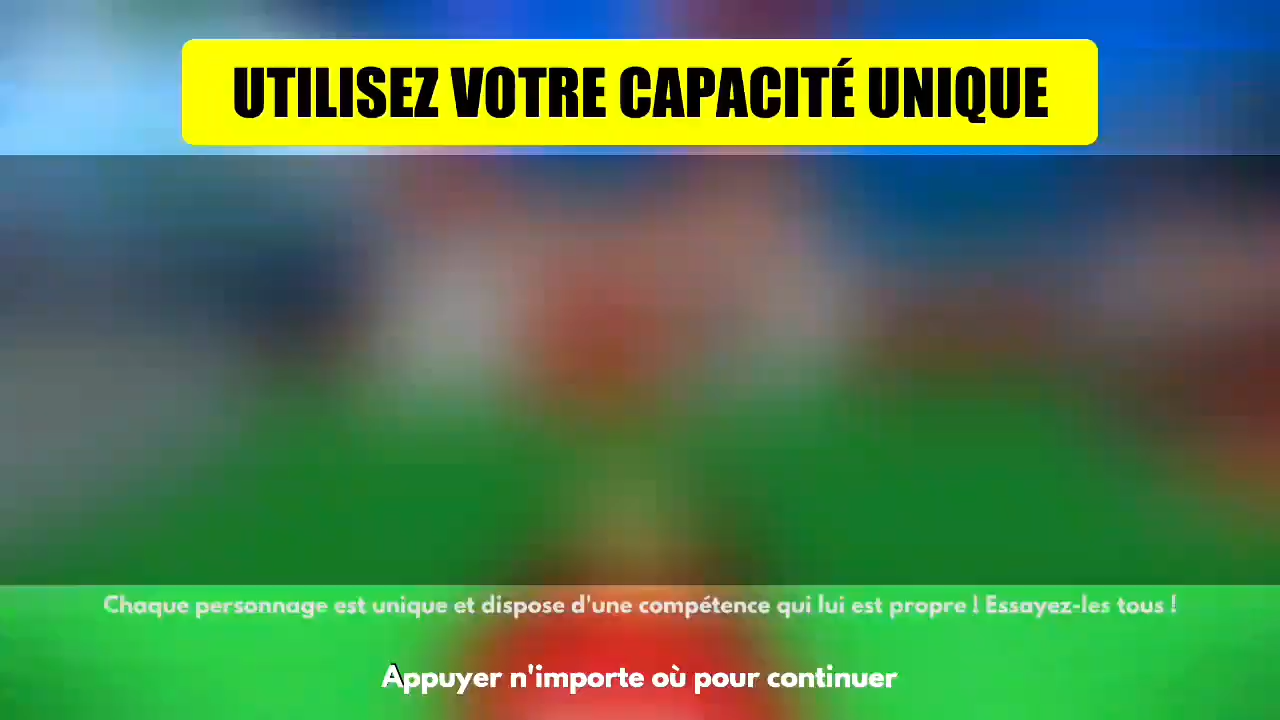 UTILISEZ VOTRE CAPACITÉ UNIQUE
Chaque personnage est unique et dispose d'une compétence qui lui est propre ! Essayez-les tous !
Appuyer n'importe où pour continuer